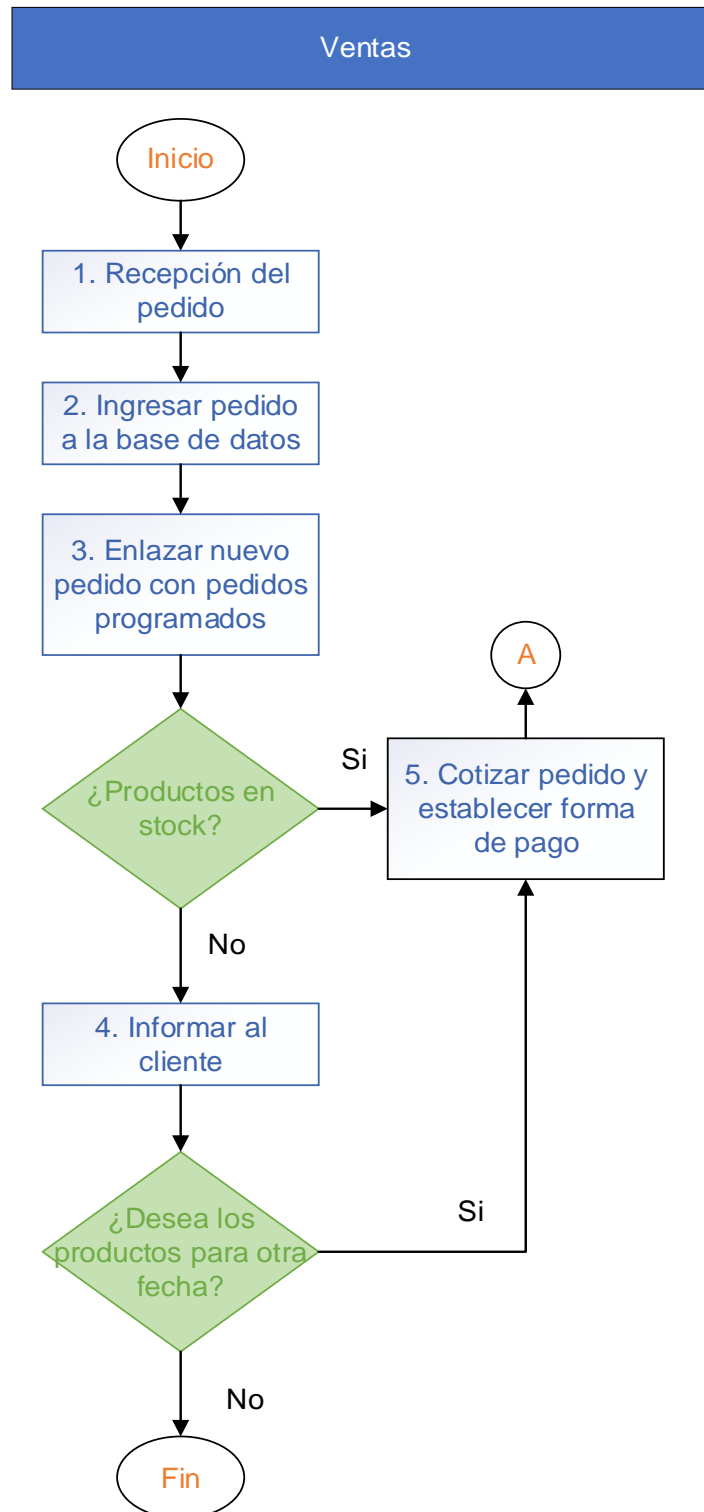 Ventas
Inicio
1. Recepción del
pedido
2. Ingresar pedido
a la base de datos
3. Enlazar nuevo
pedido con pedidos
programados
A
¿Productos en
stock?
Si
5. Cotizar pedido y
establecer forma
de pago
No
4. Informar al
cliente
¿Desea los
productos para otra
fecha?
Si
No
Fin